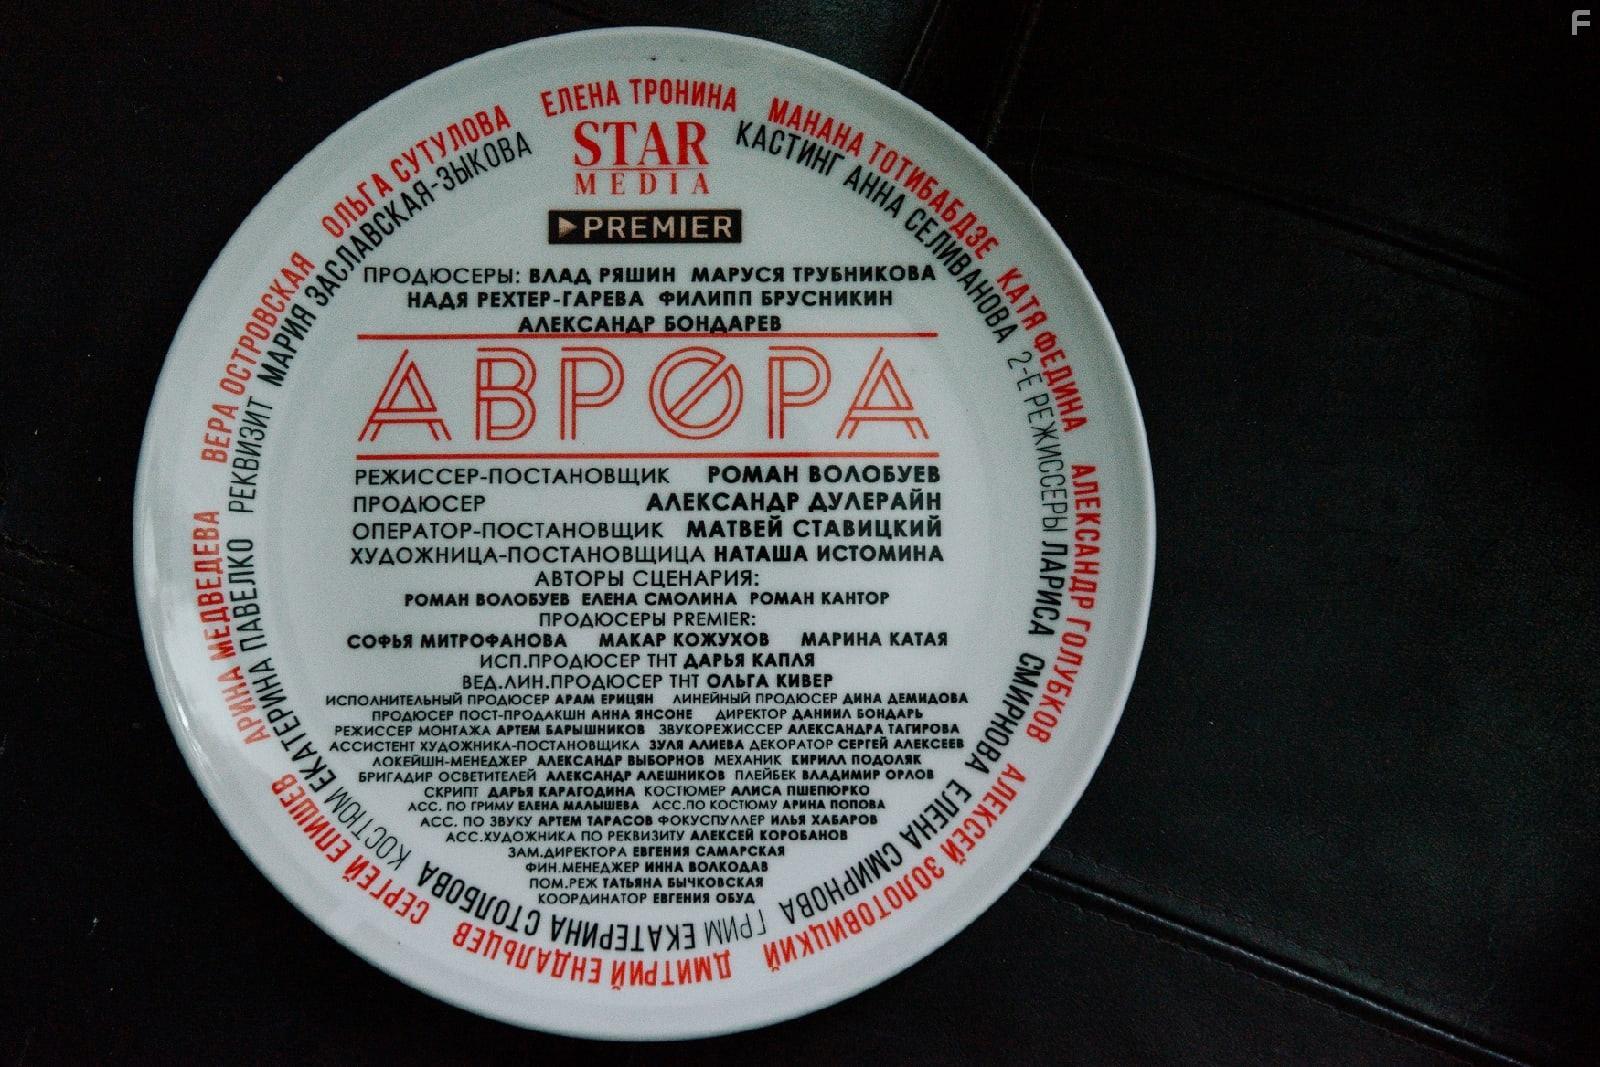 ЕЛЕНА ТРОНИНА
МАНАНА ТОТИБАБДЗЕ
КАТЯ ФЕДИНА
АЛЕКСАНДР ГОЛУБКОВ
АЛЕКСЕЙ ЗОЛОТОВИЦКИЙ
ДМИТРИЙ ЕНДАЛЬЦЕВ
СЕРГЕЙ ЕПИШЕВ
АРИНА МЕДВЕДЕВА
ВЕРА ОСТРОВСКАЯ
ОЛЬГА СУТУЛОВА
КАСТИНГ АННА СЕЛИВАНОВА
2-Е РЕЖИССЕРЫ ЛАРИСА СМИРНОВА ЕЛЕНА СМИРНОВА
ГРИМ ЕКАТЕРИНА СТОЛБОВА
КОСТЮМ ЕКАТЕРИНА ПАВЕЛКО
РЕКВИЗИТ МАРИЯ ЗАСЛАВСКАЯ-ЗЫКОВА
STAR
MEDIA
PREMIER
ПРОДЮСЕРЫ: ВЛАД РЯШИН МАРУСЯ ТРУБНИКОВА
НАДЯ РЕХТЕР-ГАРЕВА ФИЛИПП БРУСНИКИН
АЛЕКСАНДР БОНДАРЕВ
АВРОРА
РЕЖИССЕР-ПОСТАНОВЩИК РОМАН ВОЛОБУЕВ
ПРОДЮСЕР АЛЕКСАНДР ДУЛЕРАЙН
ОПЕРАТОР-ПОСТАНОВЩИК МАТВЕЙ СТАВИЦКИЙ
ХУДОЖНИЦА-ПОСТАНОВЩИЦА НАТАША ИСТОМИНА
АВТОРЫ СЦЕНАРИЯ:
РОМАН ВОЛОБУЕВ ЕЛЕНА СМОЛИНА РОМАН КАНТОР
ПРОДЮСЕРЫ PREMIER:
СОФЬЯ МИТРОФАНОВА МАКАР КОЖУХОВ МАРИНА КАТАЯ
ИСП.ПРОДЮСЕР ТНТ ДАРЬЯ КАПЛЯ
ВЕД.ЛИН.ПРОДЮСЕР ТНТ ОЛЬГА КИВЕР
ИСПОЛНИТЕЛЬНЫЙ ПРОДЮСЕР АРАМ ЕРИЦЯН ЛИНЕЙНЫЙ ПРОДЮСЕР ДИНА ДЕМИДОВА
ПРОДЮСЕР ПОСТ-ПРОДАКШН АННА ЯНСОНЕ ДИРЕКТОР ДАНИИЛ БОНДАРЬ
РЕЖИССЕР МОНТАЖА АРТЕМ БАРЫШНИКОВ ЗВУКОРЕЖИССЕР АЛЕКСАНДРА ТАГИРОВА
АССИСТЕНТ ХУДОЖНИКА-ПОСТАНОВЩИКА ЗУЛЯ АЛИЕВА ДЕКОРАТОР СЕРГЕЙ АЛЕКСЕЕВ
ЛОКЕЙШН-МЕНЕДЖЕР АЛЕКСАНДР ВЫБОРНОВ МЕХАНИК КИРИЛЛ ПОДОЛЯК
БРИГАДИР ОСВЕТИТЕЛЕЙ АЛЕКСАНДР АЛЕШНИКОВ ПЛЕЙБЕК ВЛАДИМИР ОРЛОВ
СКРИПТ ДАРЬЯ КАРАГОДИНА КОСТЮМЕР АЛИСА ПШЕПЮРКО
АСС. ПО ГРИМУ ЕЛЕНА МАЛЫШЕВА АСС.ПО КОСТЮМУ АРИНА ПОПОВА
АСС. ПО ЗВУКУ АРТЕМ ТАРАСОВ ФОКУСПУЛЛЕР ИЛЬЯ ХАБАРОВ
АСС.ХУДОЖНИКА ПО РЕКВИЗИТУ АЛЕКСЕЙ КОРОБАНОВ
ЗАМ.ДИРЕКТОРА ЕВГЕНИЯ САМАРСКАЯ
ФИН.МЕНЕДЖЕР ИННА ВОЛКОДАВ
ПОМ.РЕЖ ТАТЬЯНА БЫЧКОВСКАЯ
КООРДИНАТОР ЕВГЕНИЯ ОБУД
F